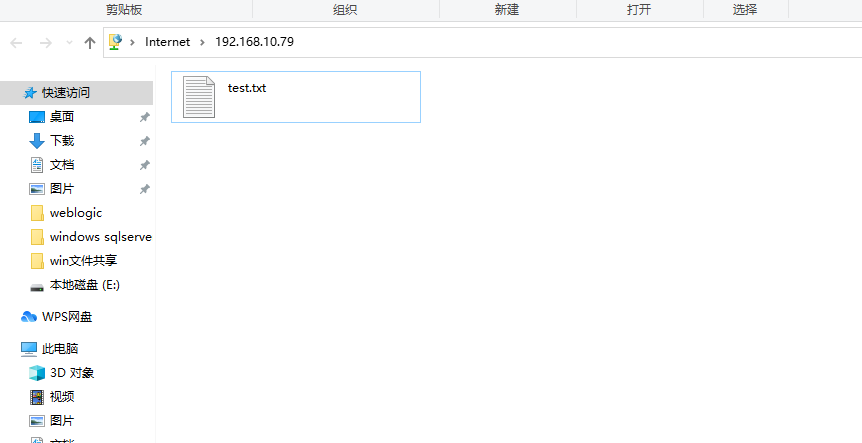 剪贴板 组织 新建 打开 选择
Internet 192.168.10.79
快速访问
桌面
下载
文档
图片
weblogic
windows sqlserve
win文件共享
本地磁盘 (E:)
WPS网盘
此电脑
3D 对象
视频
图片
文档
test.txt